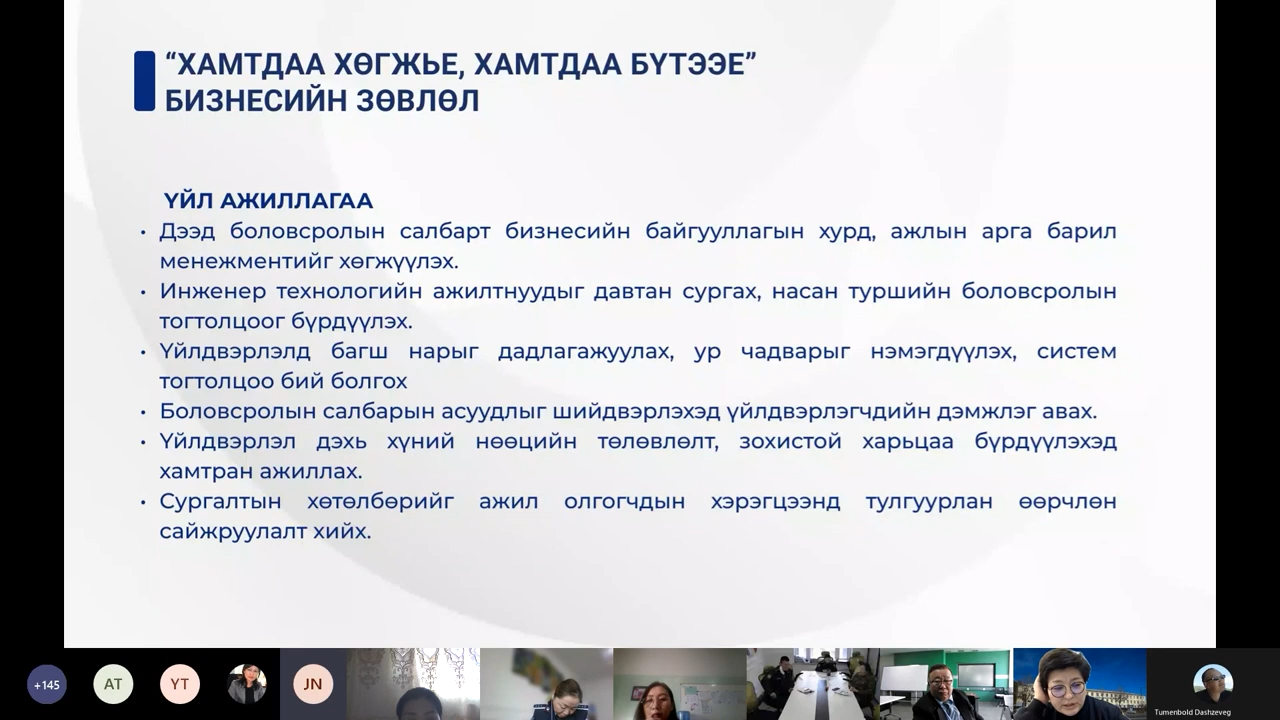 “ХАМТДАА ХӨГЖЬЕ, ХАМТДАА БҮТЭЭЕ”
БИЗНЕСИЙН ЗӨВЛӨЛ
ҮЙЛ АЖИЛЛАГАА
• Дээд боловсролын салбарт бизнесийн байгууллагын хурд, ажлын арга барил
менежментийг хөгжүүлэх.
• Инженер технологийн ажилтнуудыг давтан сургах, насан туршийн боловсролын
тогтолцоог бүрдүүлэх.
• Үйлдвэрлэлд багш нарыг дадлагажуулах, ур чадварыг нэмэгдүүлэх, систем
тогтолцоо бий болгох
• Боловсролын салбарын асуудлыг шийдвэрлэхэд үйлдвэрлэгчдийн дэмжлэг авах.
• Үйлдвэрлэл дэхь хүний нөөцийн төлөвлөлт, зохистой харьцаа бүрдүүлэхэд
хамтран ажиллах.
• Сургалтын хөтөлбөрийг ажил олгогчдын хэрэгцээнд тулгуурлан өөрчлөн
сайжруулалт хийх.
+145
AT
YT
JN
Tumenbold Dashzeveg